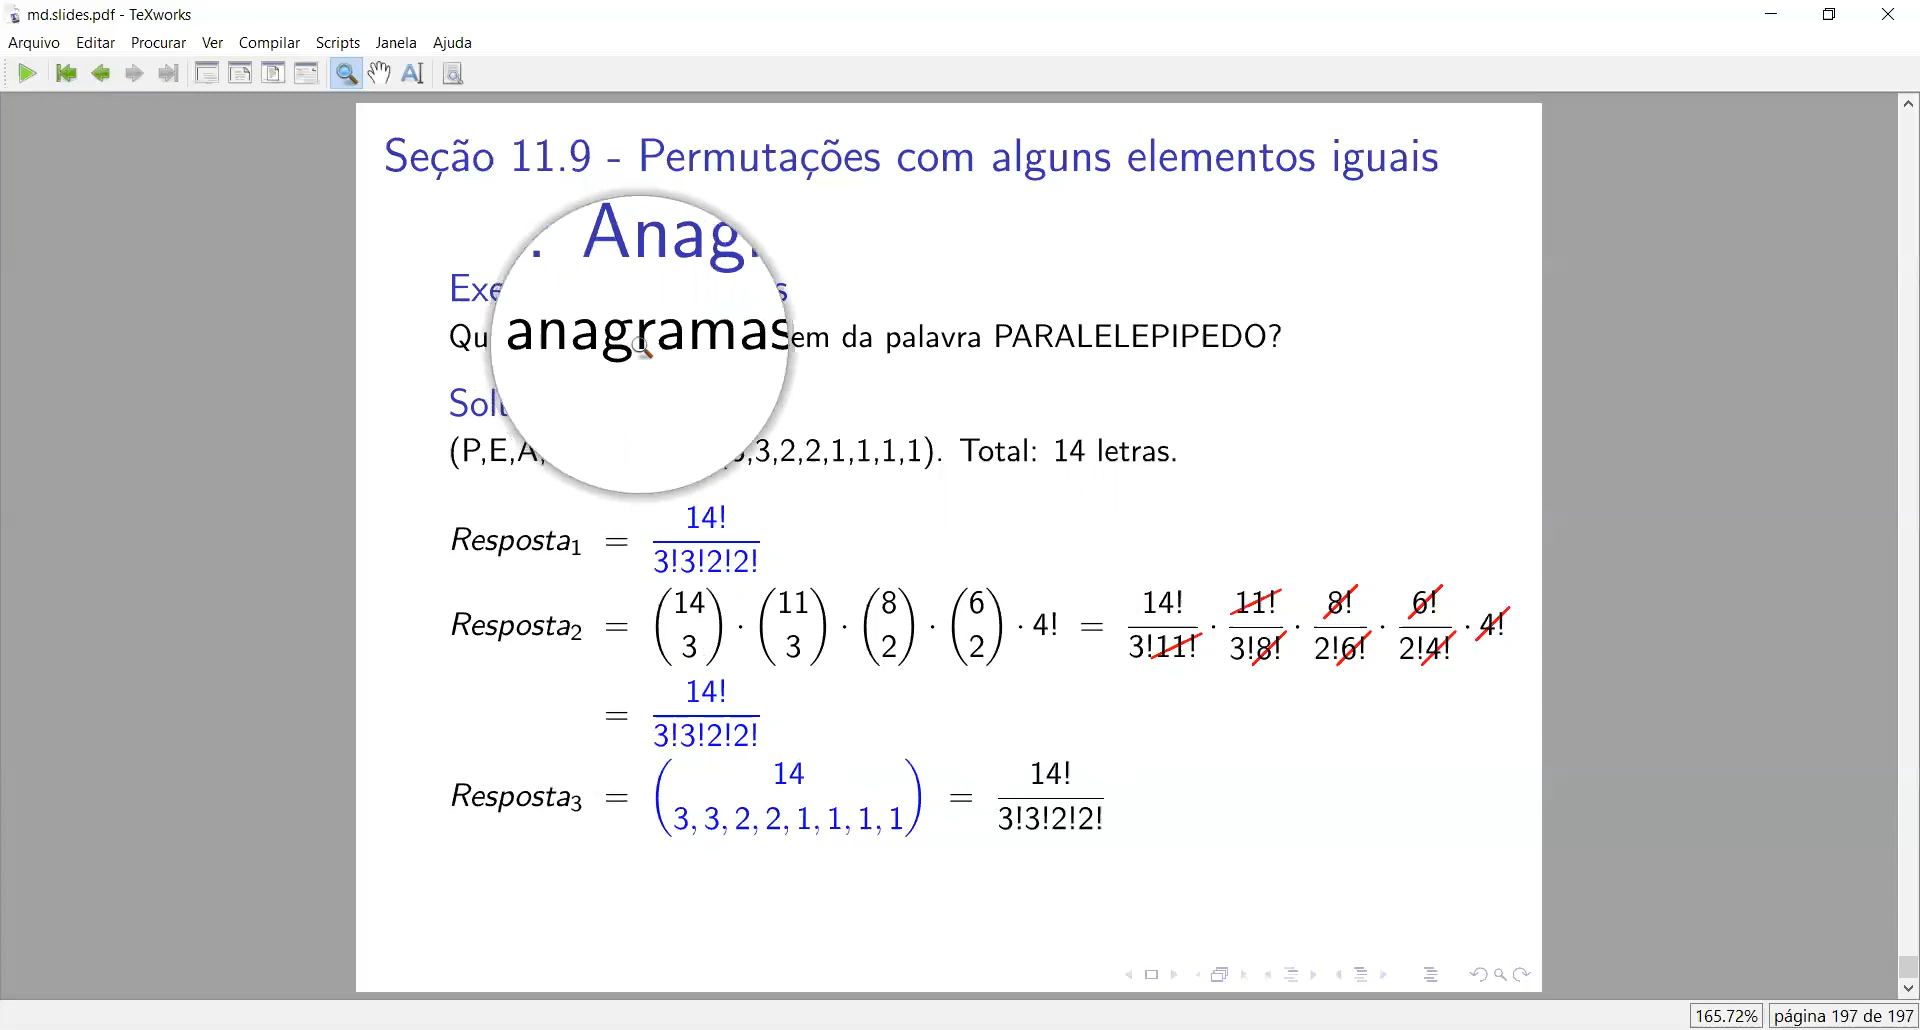 md.slides.pdf - TeXworks
Arquivo Editar Procurar Ver Compilar Scripts Janela Ajuda
Seção 11.9 - Permutações com alguns elementos iguais
. Anag
Exe s
Qu anagramas em da palavra PARALELEPIPEDO?
Sol
(P,E,A, ,3,2,2,1,1,1,1). Total: 14 letras.
Resposta₁ = 14! / 3!3!2!2!
Resposta₂ = (14 3) · (11 3) · (8 2) · (6 2) · 4! = 14! / 3!11! · 11! / 3!8! · 8! / 2!6! · 6! / 2!4! · 4!
= 14! / 3!3!2!2!
Resposta₃ = (14 3, 3, 2, 2, 1, 1, 1, 1) = 14! / 3!3!2!2!
165.72% página 197 de 197